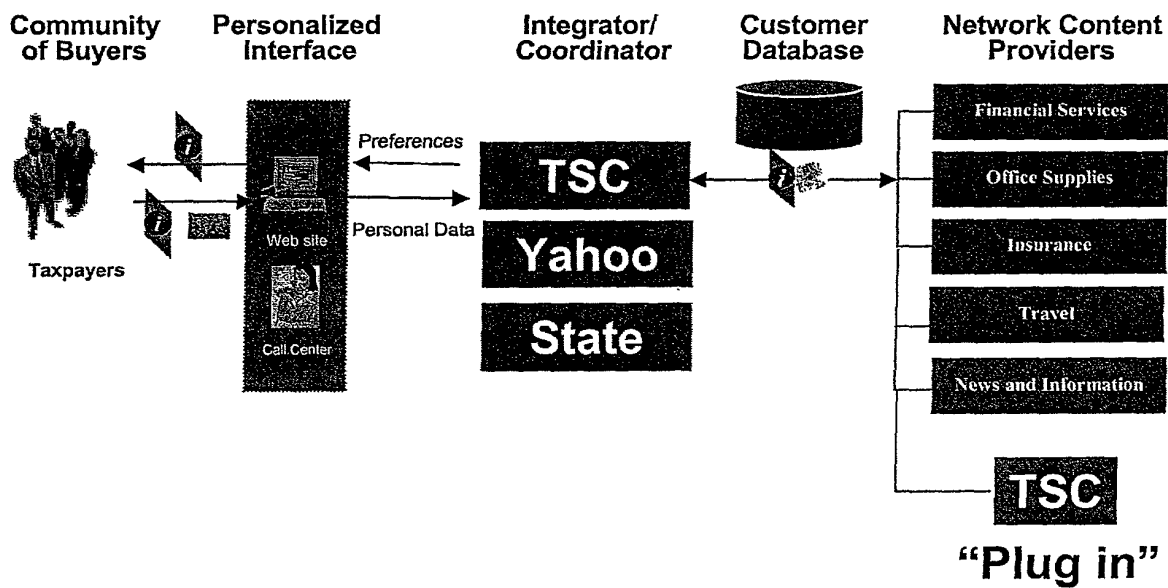 Community
of Buyers
Personalized
Interface
Integrator/
Coordinator
Customer
Database
Network Content
Providers
Taxpayers
Web site
Call Center
Preferences
Personal Data
TSC
Yahoo
State
Financial Services
Office Supplies
Insurance
Travel
News and Information
TSC
“Plug in”